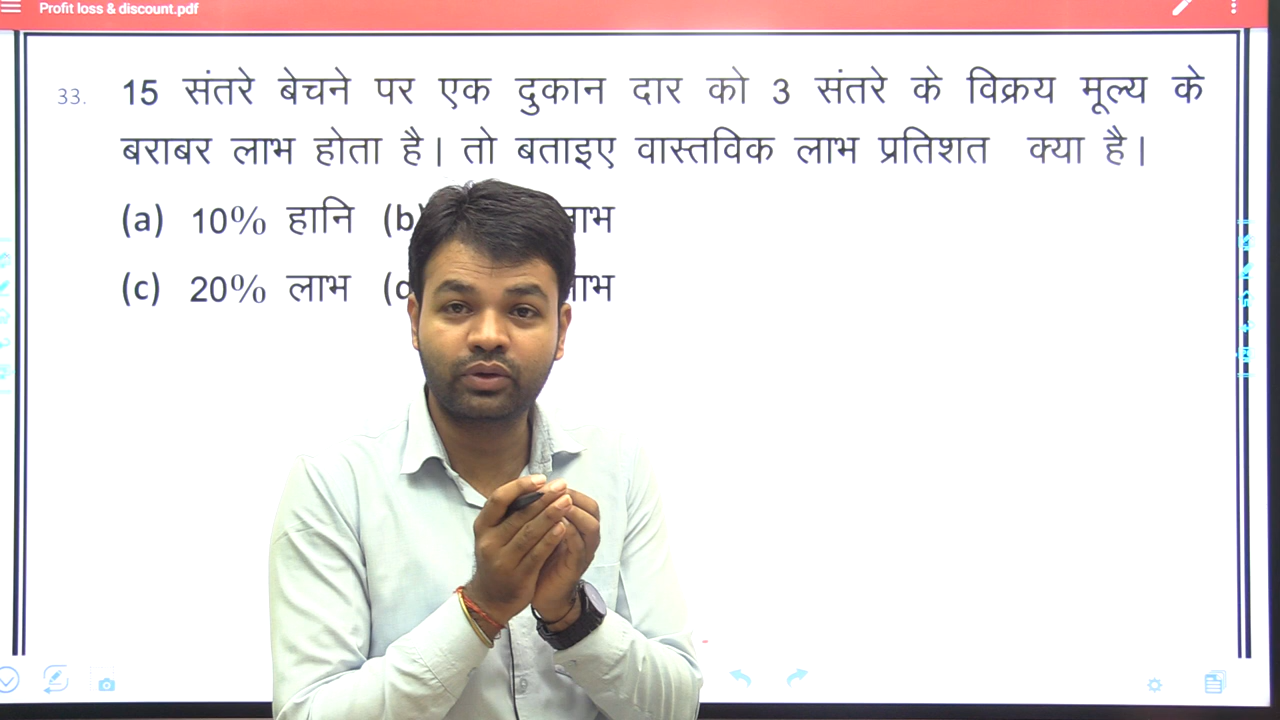 Profit loss & discount.pdf
33. 15 संतरे बेचने पर एक दुकान दार को 3 संतरे के विक्रय मूल्य के
बराबर लाभ होता है। तो बताइए वास्तविक लाभ प्रतिशत क्या है।
(a) 10% हानि (b)
(c) 20% लाभ